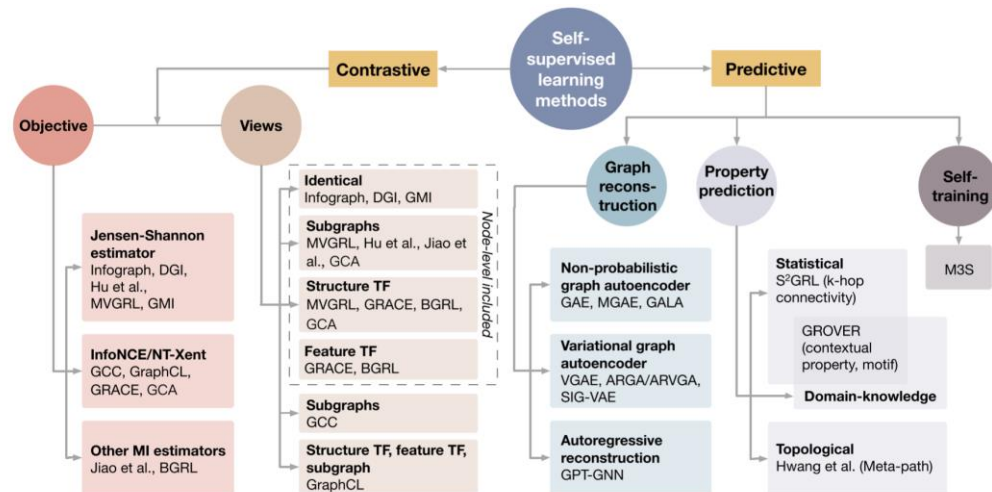 Self-
supervised
learning
methods
Contrastive
Predictive
Objective
Views
Graph
recons-
truction
Property
prediction
Self-
training
Jensen-Shannon
estimator
Infograph, DGI,
Hu et al.,
MVGRL, GMI
InfoNCE/NT-Xent
GCC, GraphCL,
GRACE, GCA
Other MI estimators
Jiao et al., BGRL
Identical
Infograph, DGI, GMI
Subgraphs
MVGRL, Hu et al., Jiao et
al., GCA
Structure TF
MVGRL, GRACE, BGRL,
GCA
Feature TF
GRACE, BGRL
Node-level included
Subgraphs
GCC
Structure TF, feature TF,
subgraph
GraphCL
Non-probabilistic
graph autoencoder
GAE, MGAE, GALA
Variational graph
autoencoder
VGAE, ARGA/ARVGA,
SIG-VAE
Autoregressive
reconstruction
GPT-GNN
Statistical
S²GRL (k-hop
connectivity)
GROVER
(contextual
property, motif)
Domain-knowledge
Topological
Hwang et al. (Meta-path)
M3S